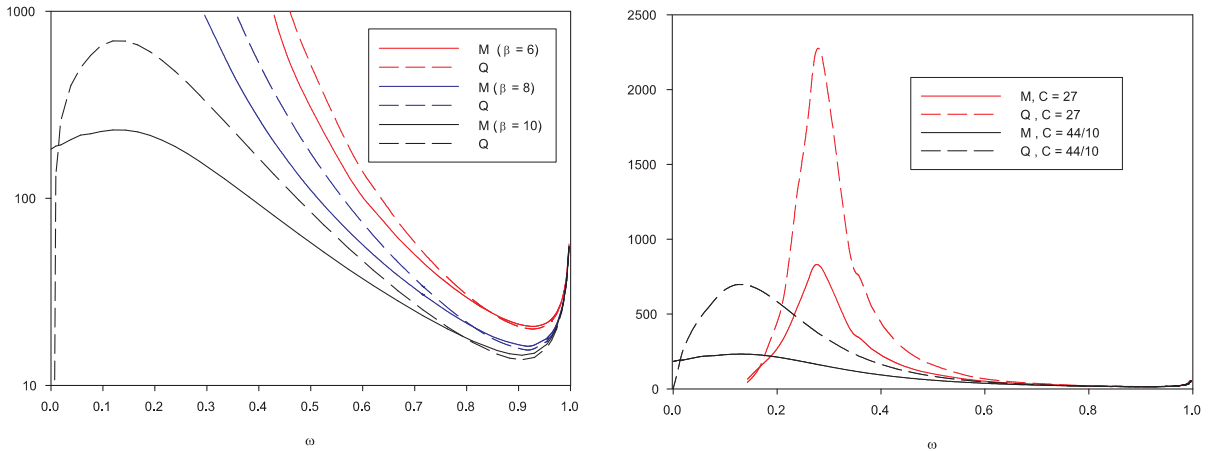 1000
100
10
M ( β = 6)
Q
M (β = 8)
Q
M (β = 10)
Q
0.0 0.1 0.2 0.3 0.4 0.5 0.6 0.7 0.8 0.9 1.0
ω
2500
2000
1500
1000
500
0
M, C = 27
Q , C = 27
M , C = 44/10
Q , C = 44/10
0.0 0.2 0.4 0.6 0.8 1.0
ω